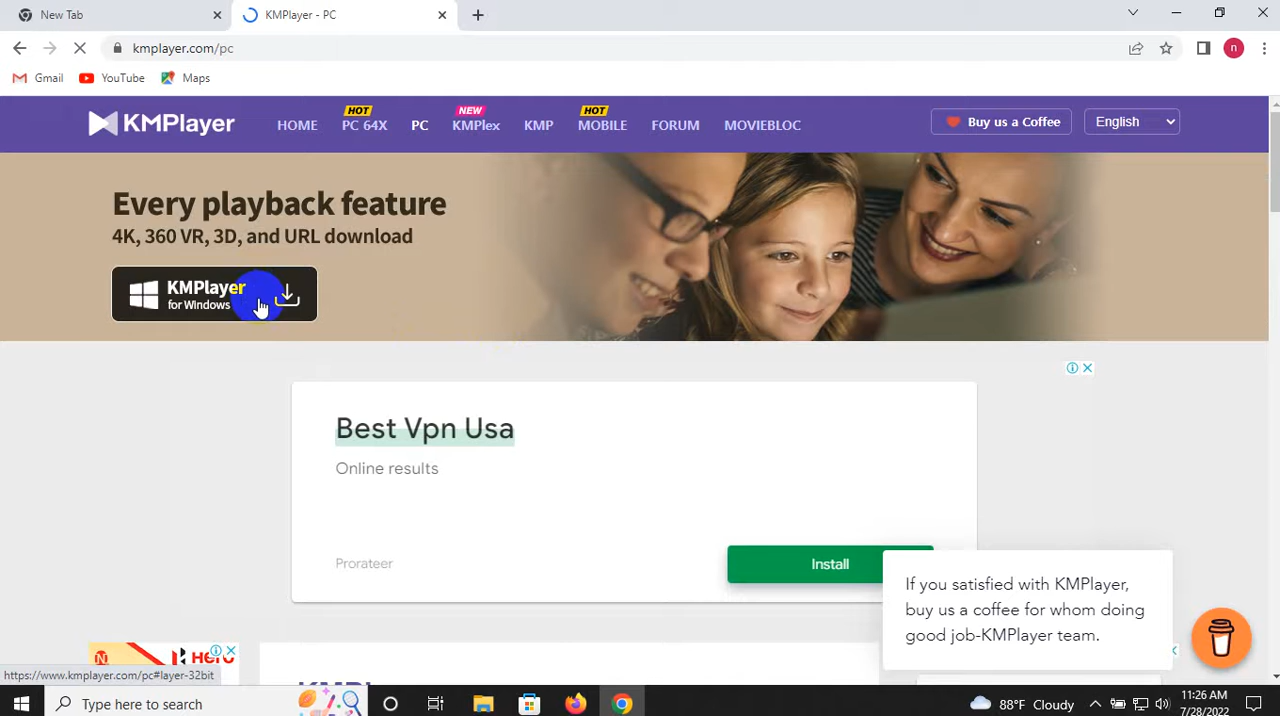 New Tab
KMPlayer - PC
kmplayer.com/pc
n
Gmail
YouTube
Maps
KMPlayer
HOME
HOT
PC 64X
PC
NEW
KMPlex
KMP
HOT
MOBILE
FORUM
MOVIEBLOC
Buy us a Coffee
English
Every playback feature
4K, 360 VR, 3D, and URL download
KMPlayer
for Windows
Best Vpn Usa
Online results
Prorateer
Install
If you satisfied with KMPlayer,
buy us a coffee for whom doing
good job-KMPlayer team.
https://www.kmplayer.com/pc#layer-32bit
Type here to search
88°F Cloudy
11:26 AM
7/28/2022